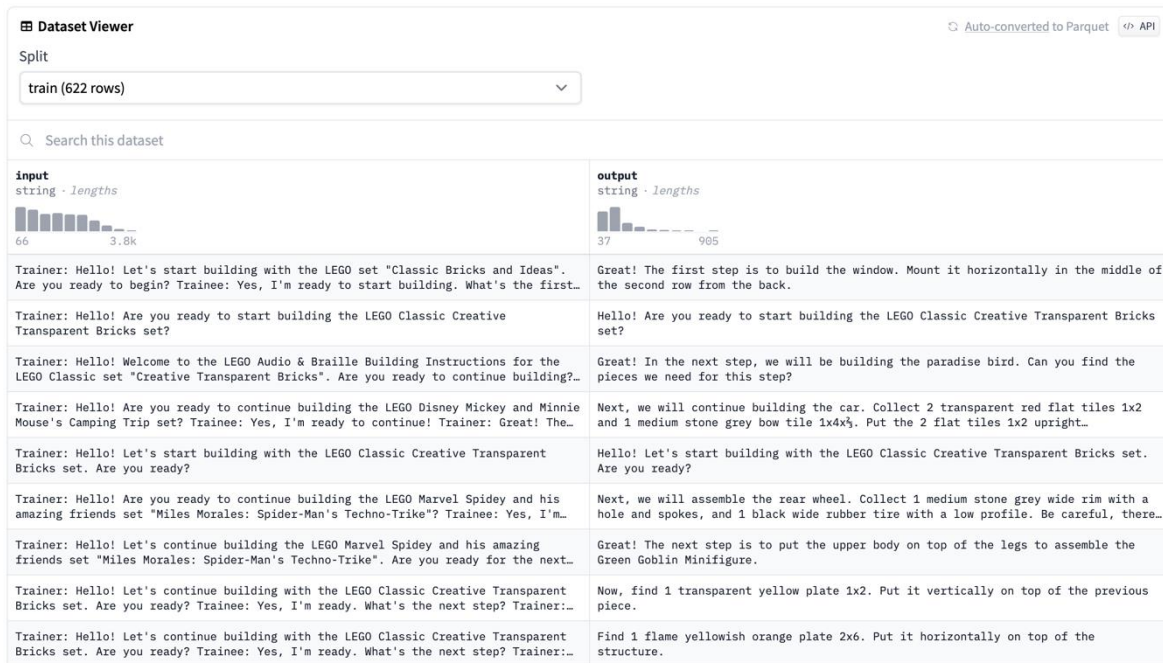 Dataset Viewer
Auto-converted to Parquet
</> API
Split
train (622 rows)
Search this dataset
input
string · lengths
66
3.8k
output
string · lengths
37
905
Trainer: Hello! Let's start building with the LEGO set "Classic Bricks and Ideas".
Are you ready to begin? Trainee: Yes, I'm ready to start building. What's the first…
Great! The first step is to build the window. Mount it horizontally in the middle of
the second row from the back.
Trainer: Hello! Are you ready to start building the LEGO Classic Creative
Transparent Bricks set?
Hello! Are you ready to start building the LEGO Classic Creative Transparent Bricks
set?
Trainer: Hello! Welcome to the LEGO Audio & Braille Building Instructions for the
LEGO Classic set "Creative Transparent Bricks". Are you ready to continue building?…
Great! In the next step, we will be building the paradise bird. Can you find the
pieces we need for this step?
Trainer: Hello! Are you ready to continue building the LEGO Disney Mickey and Minnie
Mouse's Camping Trip set? Trainee: Yes, I'm ready to continue! Trainer: Great! The…
Next, we will continue building the car. Collect 2 transparent red flat tiles 1x2
and 1 medium stone grey bow tile 1x4x⅔. Put the 2 flat tiles 1x2 upright…
Trainer: Hello! Let's start building with the LEGO Classic Creative Transparent
Bricks set. Are you ready?
Hello! Let's start building with the LEGO Classic Creative Transparent Bricks set.
Are you ready?
Trainer: Hello! Are you ready to continue building the LEGO Marvel Spidey and his
amazing friends set "Miles Morales: Spider-Man's Techno-Trike"? Trainee: Yes, I'm…
Next, we will assemble the rear wheel. Collect 1 medium stone grey wide rim with a
hole and spokes, and 1 black wide rubber tire with a low profile. Be careful, there…
Trainer: Hello! Let's continue building the LEGO Marvel Spidey and his amazing
friends set "Miles Morales: Spider-Man's Techno-Trike". Are you ready for the next…
Great! The next step is to put the upper body on top of the legs to assemble the
Green Goblin Minifigure.
Trainer: Hello! Let's continue building with the LEGO Classic Creative Transparent
Bricks set. Are you ready? Trainee: Yes, I'm ready. What's the next step? Trainer:…
Now, find 1 transparent yellow plate 1x2. Put it vertically on top of the previous
piece.
Trainer: Hello! Let's continue building with the LEGO Classic Creative Transparent
Bricks set. Are you ready? Trainee: Yes, I'm ready. What's the next step? Trainer:…
Find 1 flame yellowish orange plate 2x6. Put it horizontally on top of the
structure.